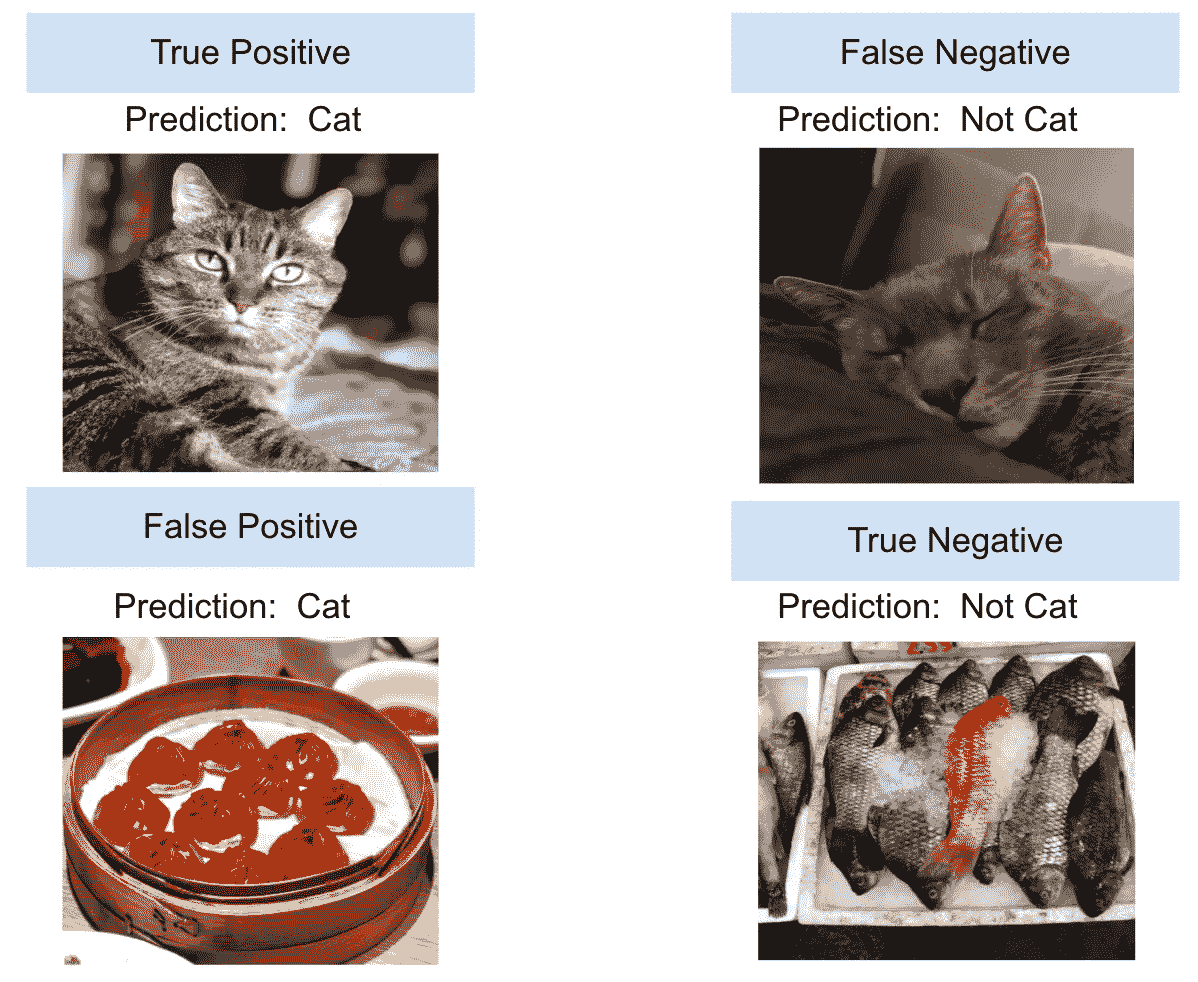 True Positive
Prediction: Cat
False Negative
Prediction: Not Cat
False Positive
Prediction: Cat
True Negative
Prediction: Not Cat